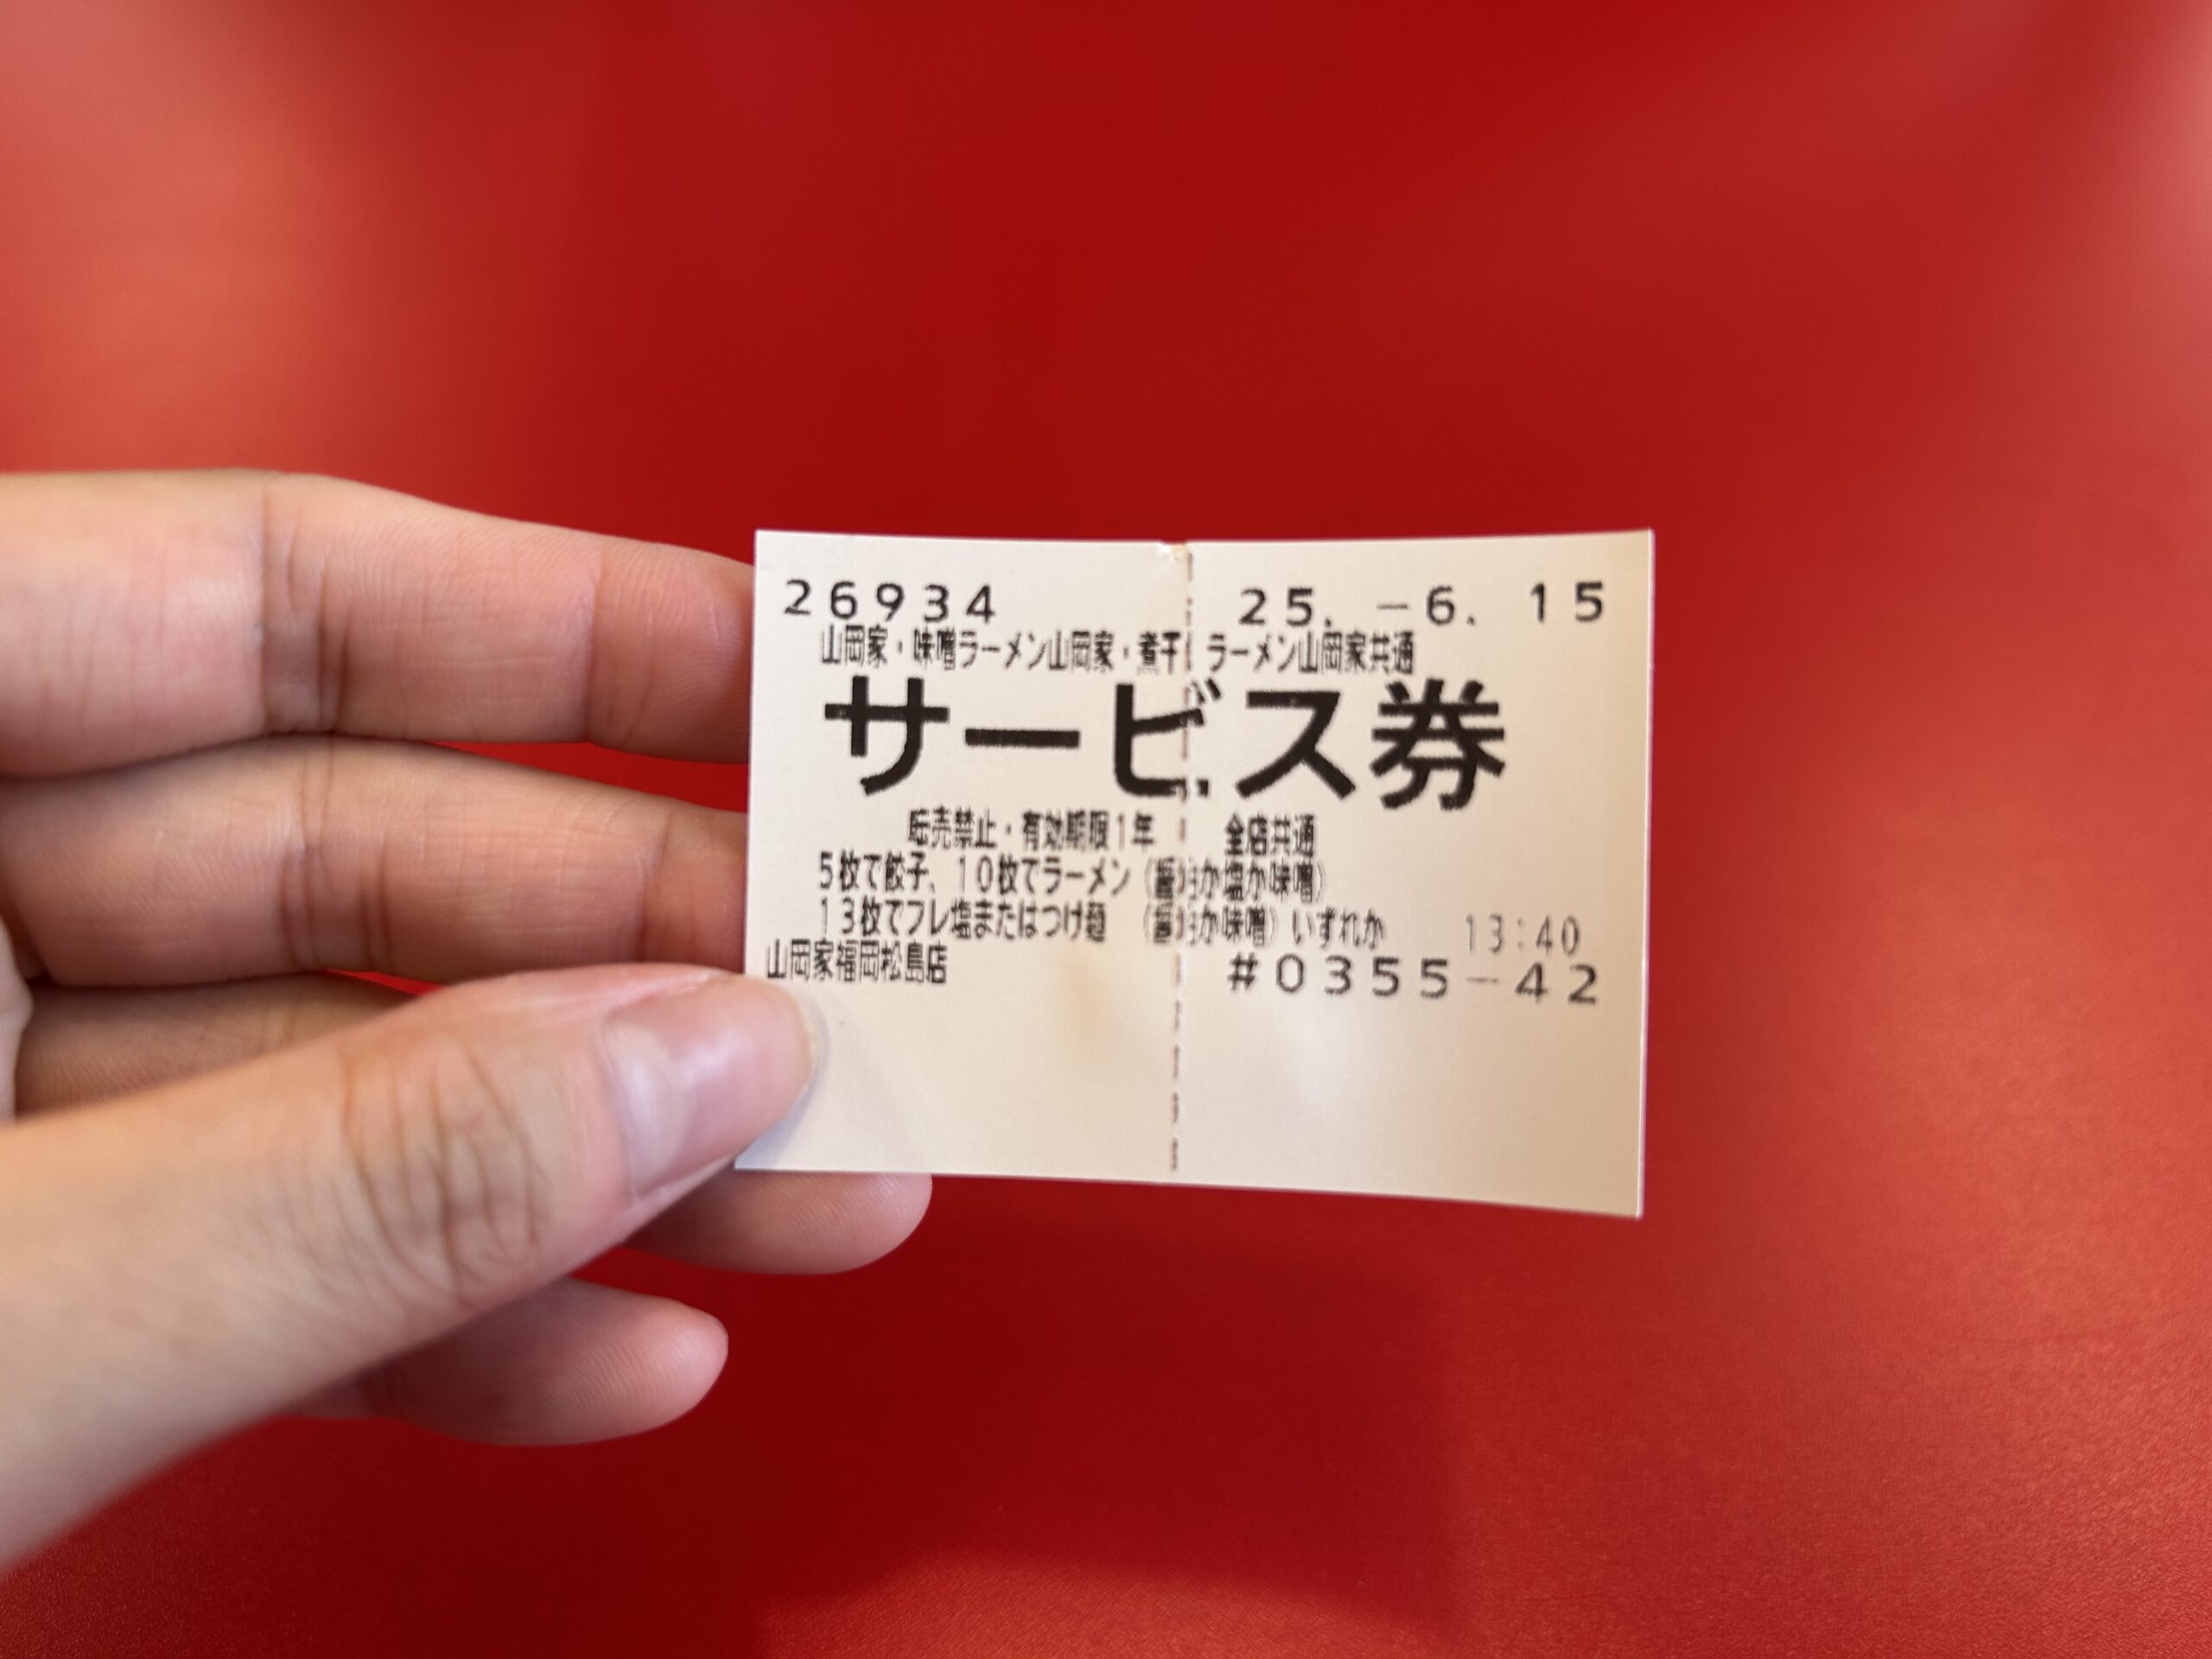 26934 25.-6.15
山岡家・味噌ラーメン山岡家・煮干しラーメン山岡家共通
サービス券
転売禁止・有効期限1年 全店共通
5枚で餃子、10枚でラーメン(醤油か塩か味噌)
13枚でプレ塩またはつけ麺 (醤油か味噌)いずれか 13:40
山岡家福岡松島店 #0355-42